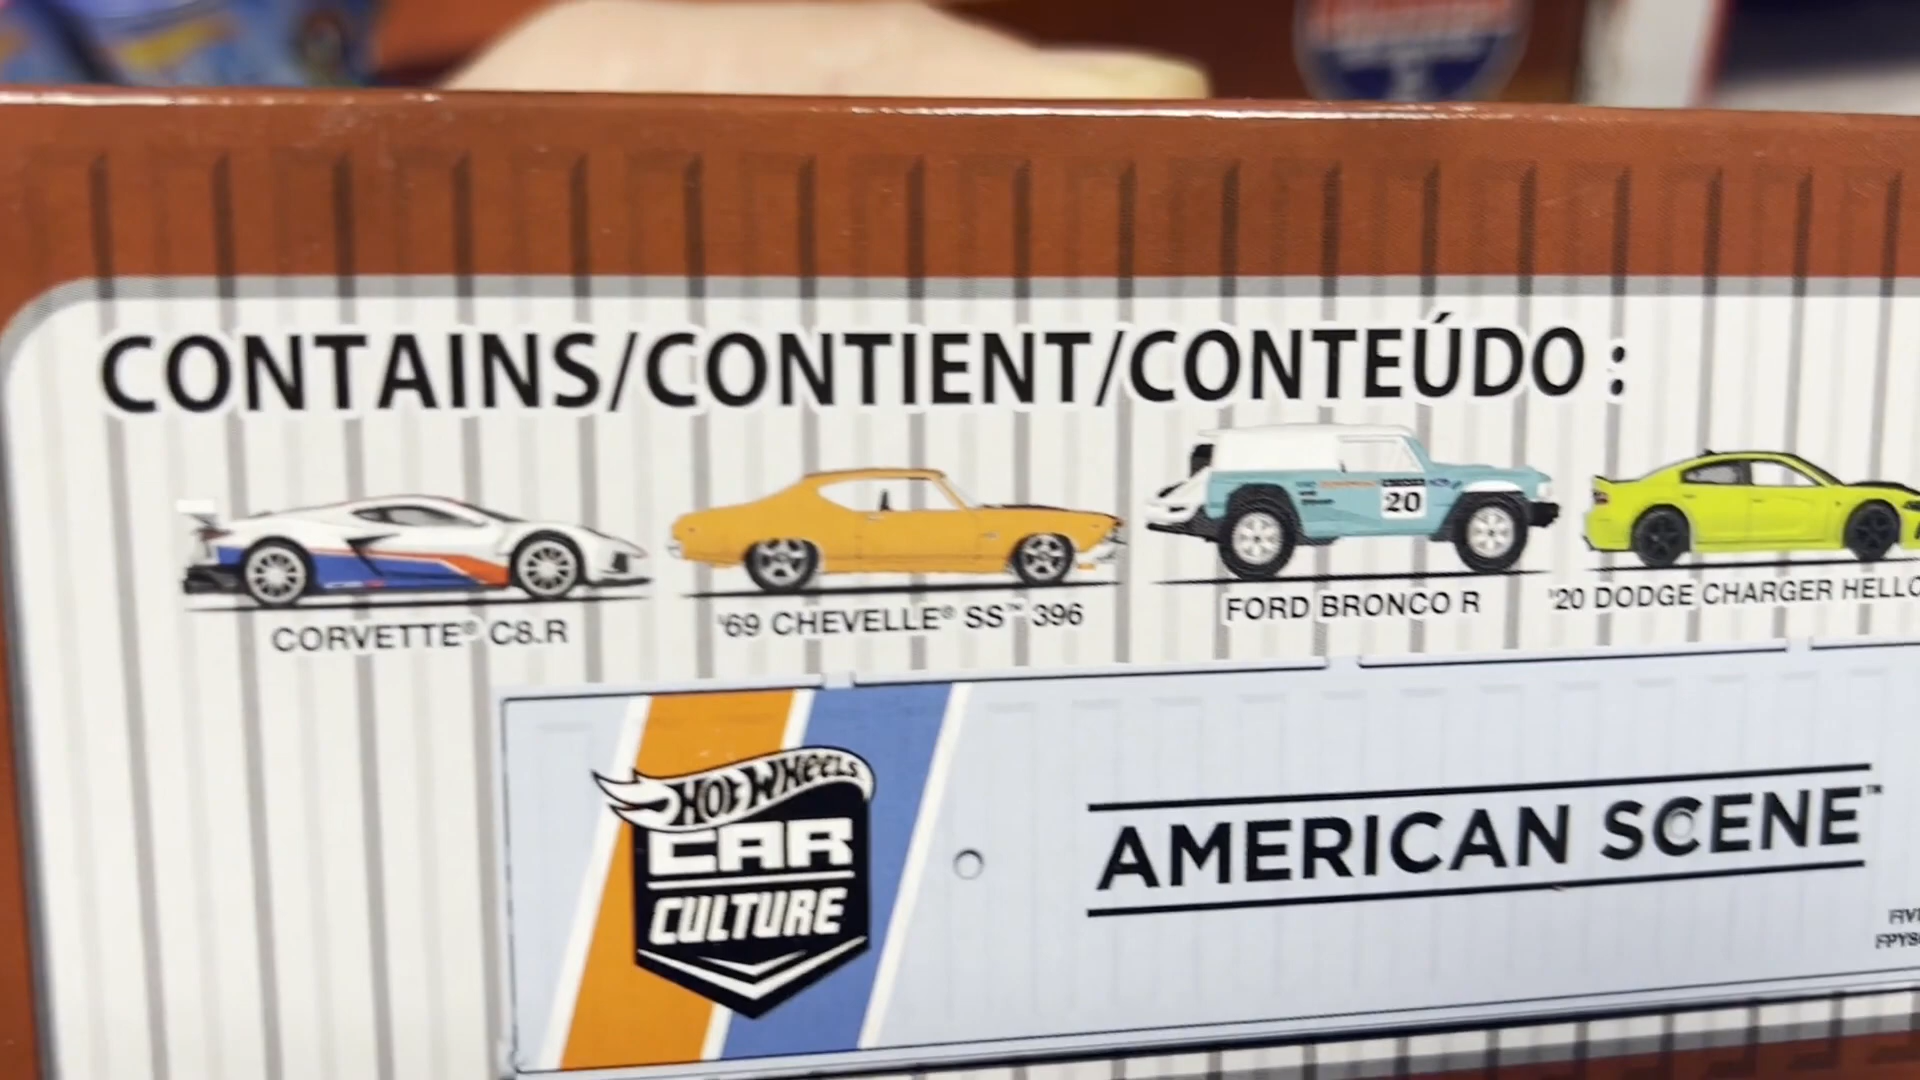 CONTAINS/CONTIENT/CONTEÚDO :
20
CORVETTE® C8.R
'69 CHEVELLE® SS™ 396
FORD BRONCO R
'20 DODGE CHARGER
HOT WHEELS
CAR
CULTURE
AMERICAN SCENE™